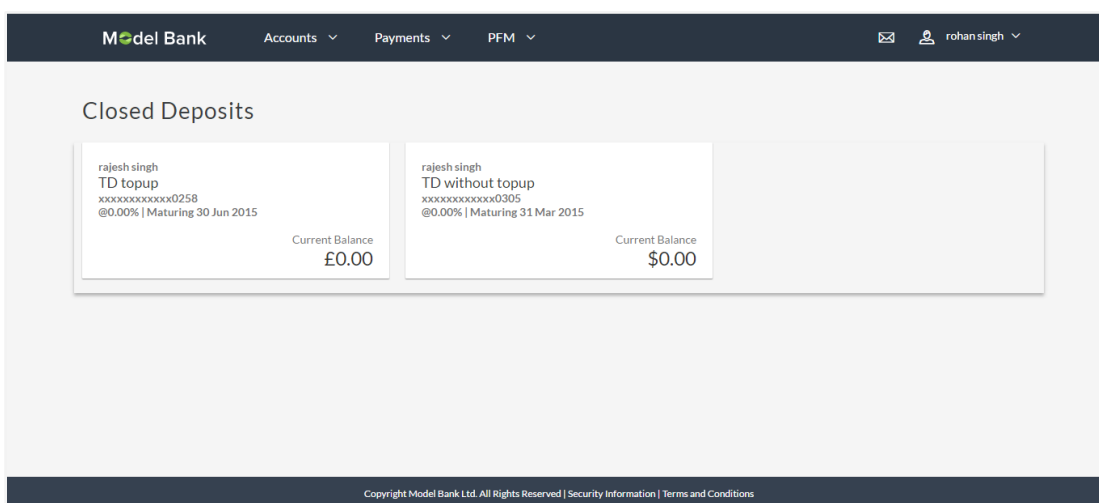 Model Bank Accounts Payments PFM rohan singh
Closed Deposits
rajesh singh
TD topup
xxxxxxxxxxxx0258
@0.00% | Maturing 30 Jun 2015
Current Balance
£0.00
rajesh singh
TD without topup
xxxxxxxxxxxx0305
@0.00% | Maturing 31 Mar 2015
Current Balance
$0.00
Copyright Model Bank Ltd. All Rights Reserved | Security Information | Terms and Conditions